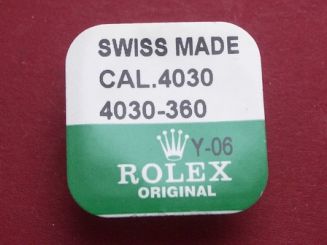 SWISS MADE
CAL.4030
4030-360
Y-06
ROLEX
ORIGINAL